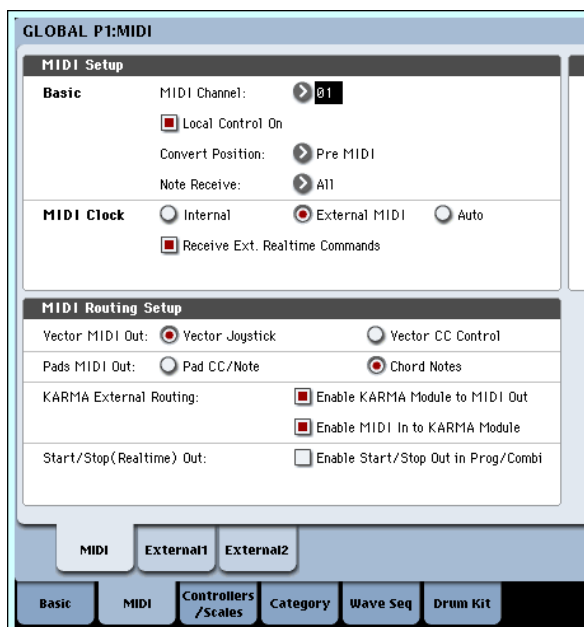 GLOBAL P1:MIDI
MIDI Setup
Basic MIDI Channel: 01
Local Control On
Convert Position: Pre MIDI
Note Receive: All
MIDI Clock Internal External MIDI Auto
Receive Ext. Realtime Commands
MIDI Routing Setup
Vector MIDI Out: Vector Joystick Vector CC Control
Pads MIDI Out: Pad CC/Note Chord Notes
KARMA External Routing: Enable KARMA Module to MIDI Out
Enable MIDI In to KARMA Module
Start/Stop(Realtime) Out: Enable Start/Stop Out in Prog/Combi
MIDI External1 External2
Basic MIDI Controllers /Scales Category Wave Seq Drum Kit